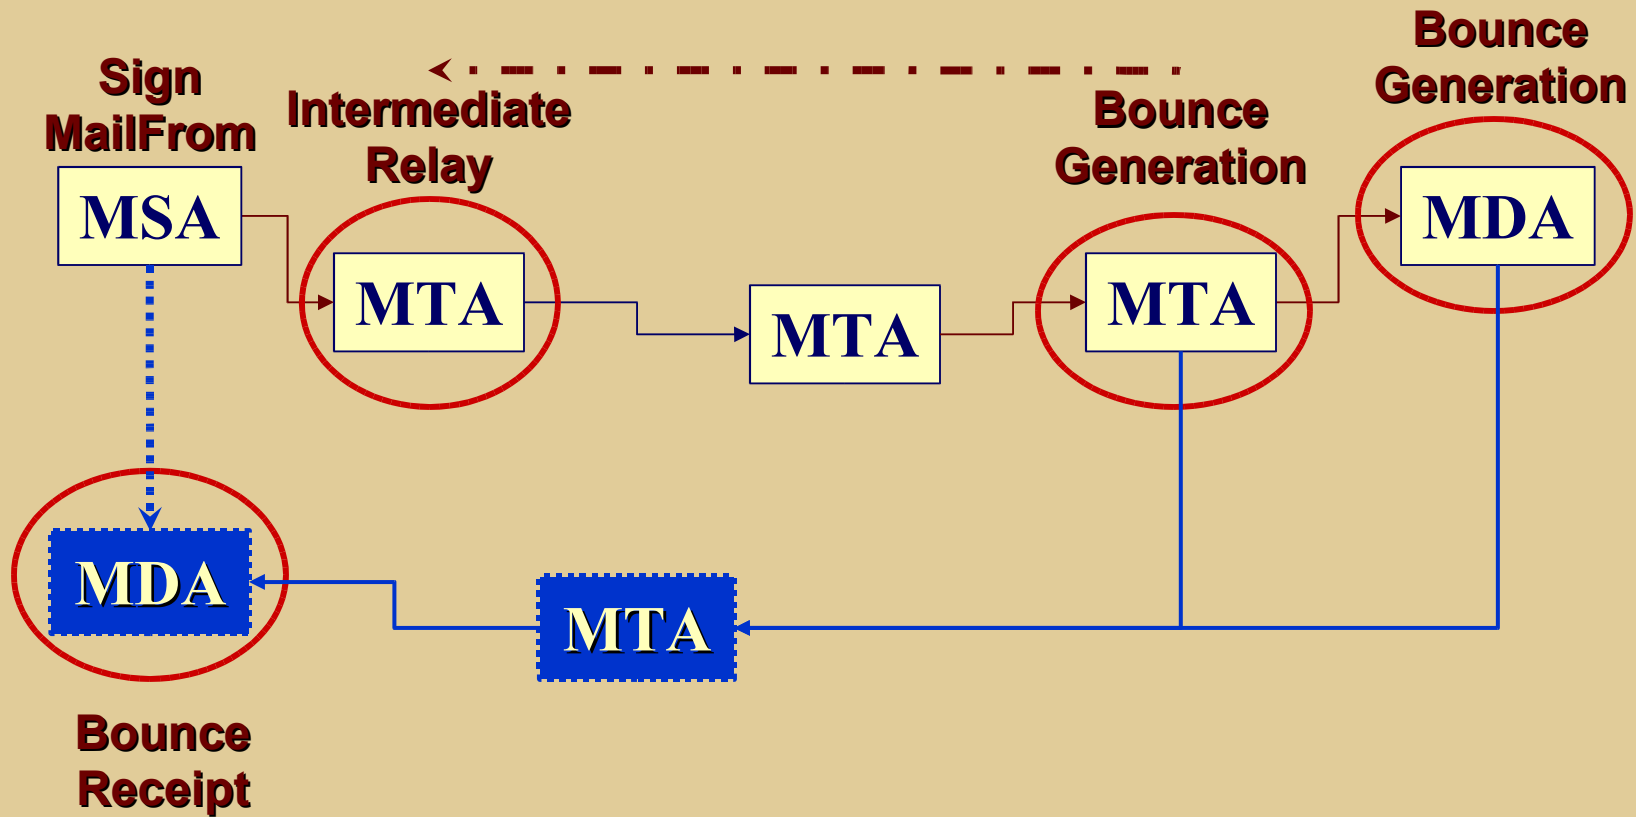 Sign
MailFrom
MSA
Intermediate
Relay
MTA
MTA
Bounce
Generation
MTA
Bounce
Generation
MDA
MDA
Bounce
Receipt
MTA